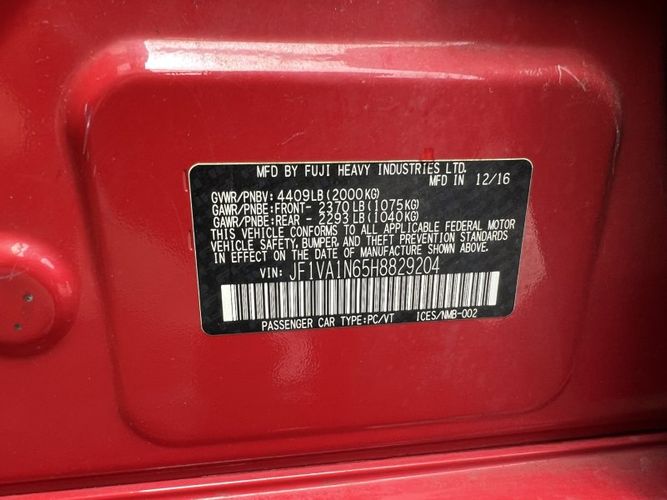 MFD BY FUJI HEAVY INDUSTRIES LTD.
MFD IN 12/16
GVWR/PNBV: 4409LB(2000KG)
GAWR/PNBE:FRONT- 2370LB(1075KG)
GAWR/PNBE:REAR - 2293LB(1040KG)
THIS VEHICLE CONFORMS TO ALL APPLICABLE FEDERAL MOTOR
VEHICLE SAFETY, BUMPER, AND THEFT PREVENTION STANDARDS
IN EFFECT ON THE DATE OF MANUFACTURE SHOWN ABOVE.
VIN: JF1VA1N65H8829204
PASSENGER CAR TYPE:PC/VT ICES/NMB-002